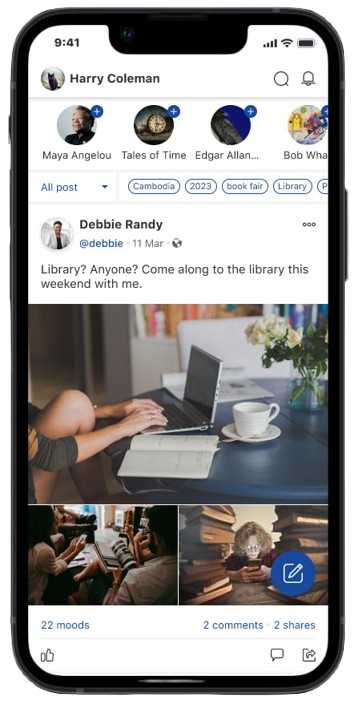 9:41
Harry Coleman
Maya Angelou
Tales of Time
Edgar Allan...
Bob Wha
All post
Cambodia
2023
book fair
Library
P
Debbie Randy
@debbie · 11 Mar ·
Library? Anyone? Come along to the library this
weekend with me.
22 moods
2 comments · 2 shares